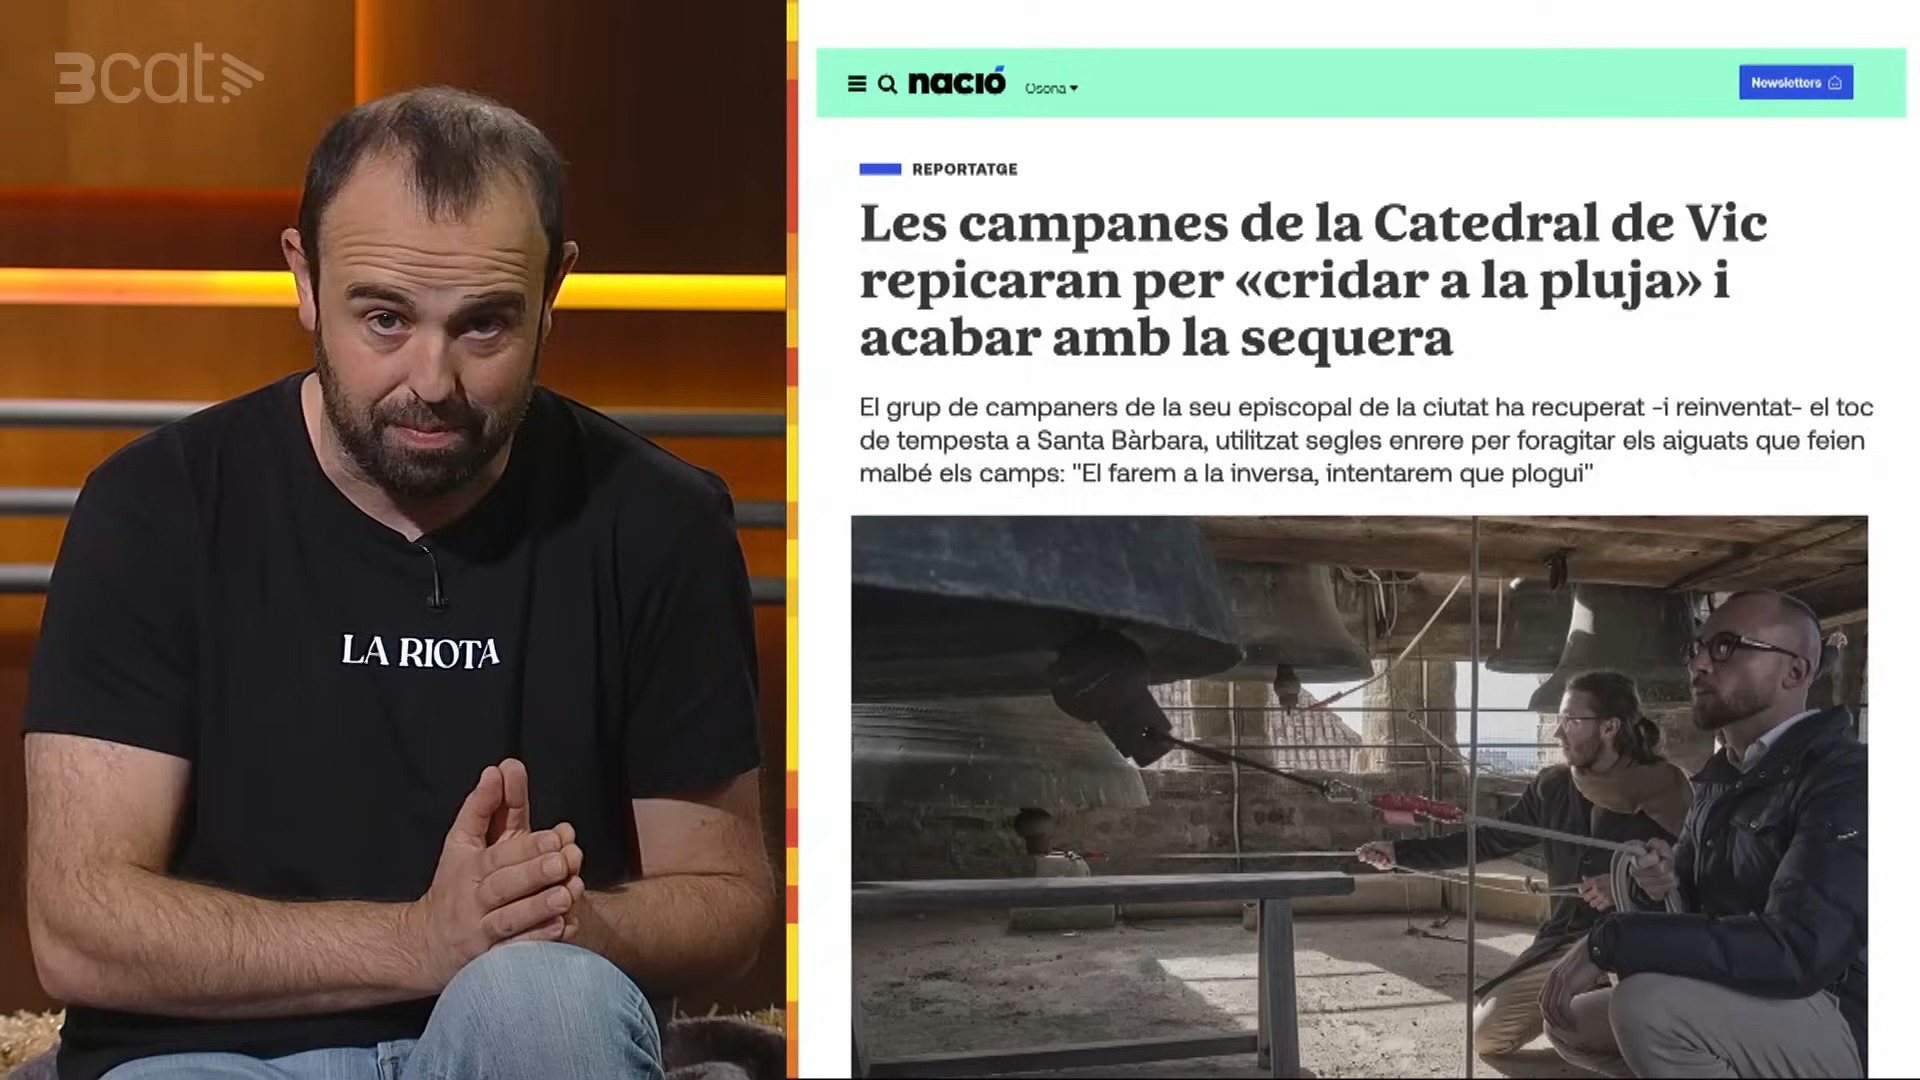 3cat
nació
Osona
Newsletters
REPORTATGE
Les campanes de la Catedral de Vic
repicaran per «cridar a la pluja» i
acabar amb la sequera
El grup de campaners de la seu episcopal de la ciutat ha recuperat -i reinventat- el toc
de tempesta a Santa Bàrbara, utilitzat segles enrere per foragitar els aiguats que feien
malbé els camps: "El farem a la inversa, intentarem que plogui"
LA RIOTA